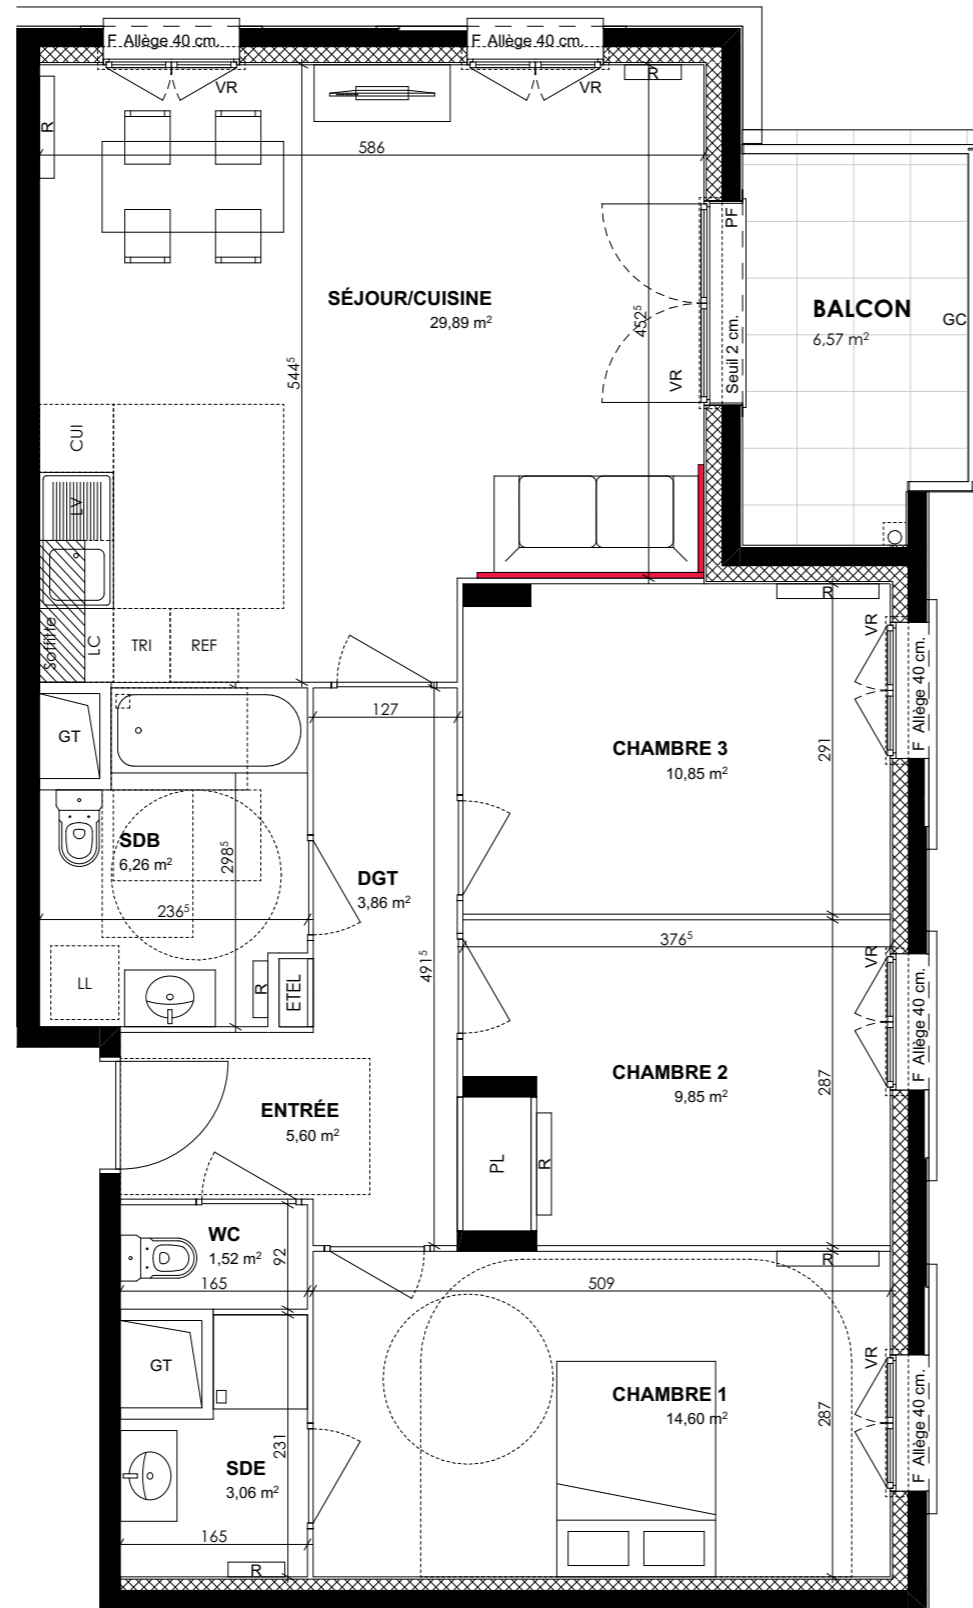 F Allège 40 cm.
F Allège 40 cm.
VR
VR
R
R
586
SÉJOUR/CUISINE
29,89 m²
452⁵
544⁵
PF
Seuil 2 cm.
VR
BALCON
6,57 m²
GC
CUI
LV
Soffitte
LC
TRI
REF
R
VR
F Allège 40 cm.
GT
127
CHAMBRE 3
10,85 m²
291
SDB
6,26 m²
298⁵
DGT
3,86 m²
236⁵
491⁵
376⁵
VR
F Allège 40 cm.
LL
R
ETEL
CHAMBRE 2
9,85 m²
287
ENTRÉE
5,60 m²
PL
R
WC
1,52 m²
92
165
509
R
VR
F Allège 40 cm.
GT
CHAMBRE 1
14,60 m²
287
231
SDE
3,06 m²
165
R